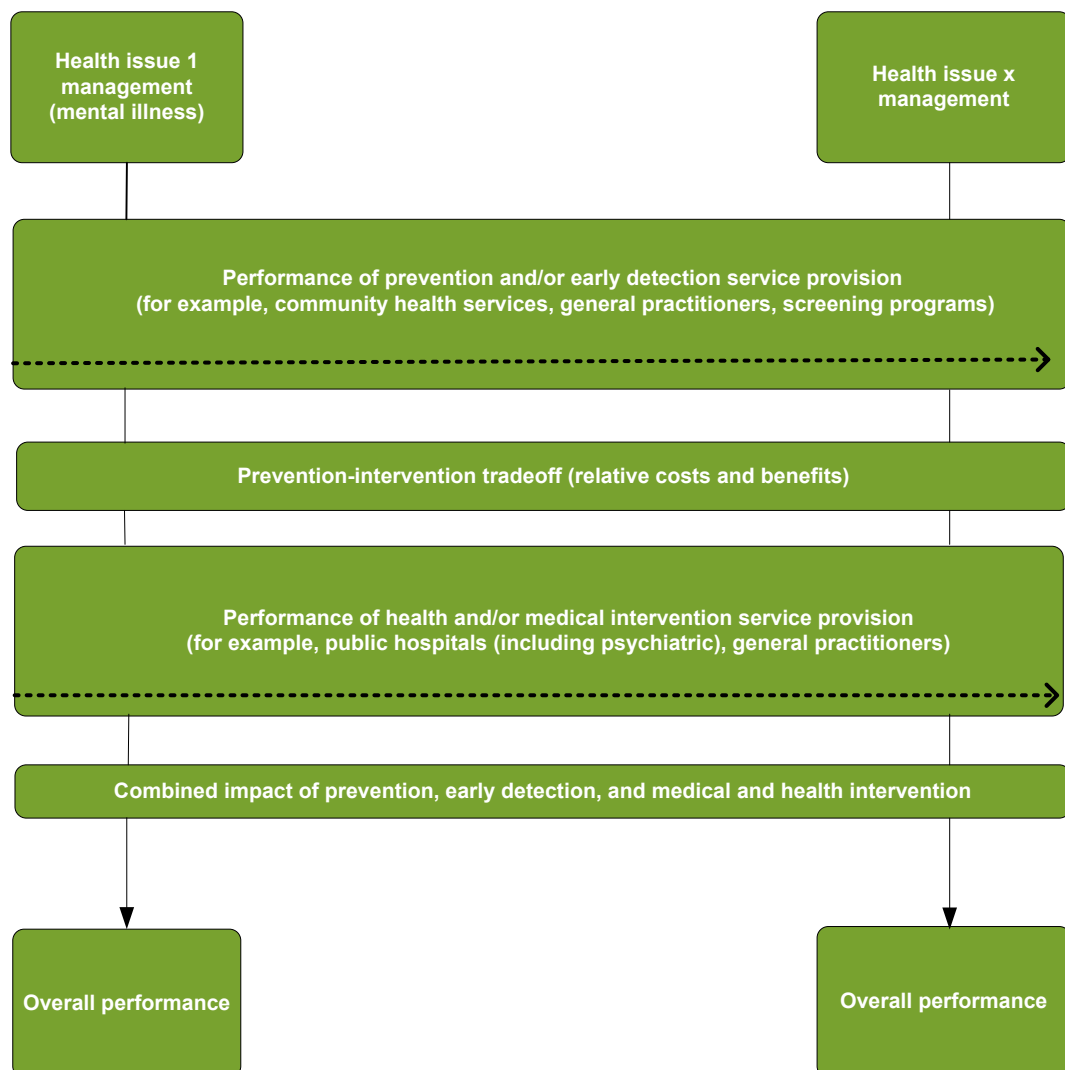 Health issue 1
management
(mental illness)
Health issue x
management
Performance of prevention and/or early detection service provision
(for example, community health services, general practitioners, screening programs)
Prevention-intervention tradeoff (relative costs and benefits)
Performance of health and/or medical intervention service provision
(for example, public hospitals (including psychiatric), general practitioners)
Combined impact of prevention, early detection, and medical and health intervention
Overall performance
Overall performance